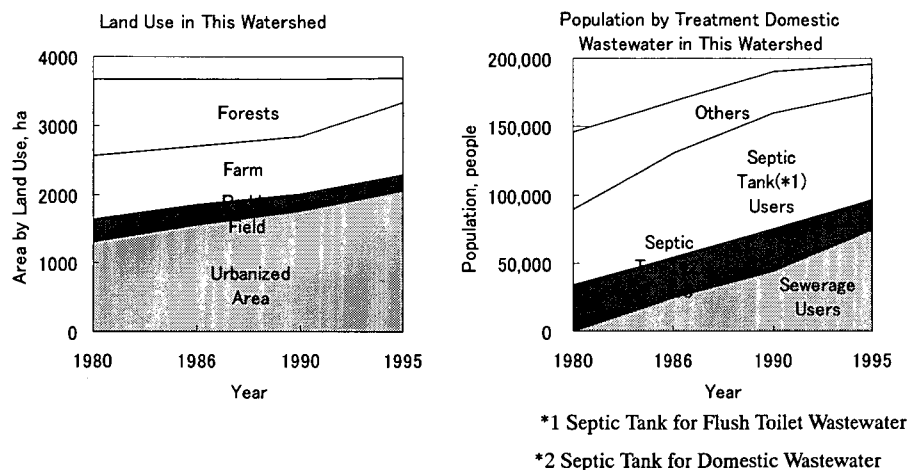 Land Use in This Watershed
4000
3000
2000
1000
0
Area by Land Use, ha
Forests
Farm
Field
Urbanized
Area
1980
1986
1990
1995
Year
Population by Treatment Domestic
Wastewater in This Watershed
200,000
150,000
100,000
50,000
0
Population, people
Others
Septic
Tank(*1)
Users
Septic
Sewerage
Users
1980
1986
1990
1995
Year
*1 Septic Tank for Flush Toilet Wastewater
*2 Septic Tank for Domestic Wastewater